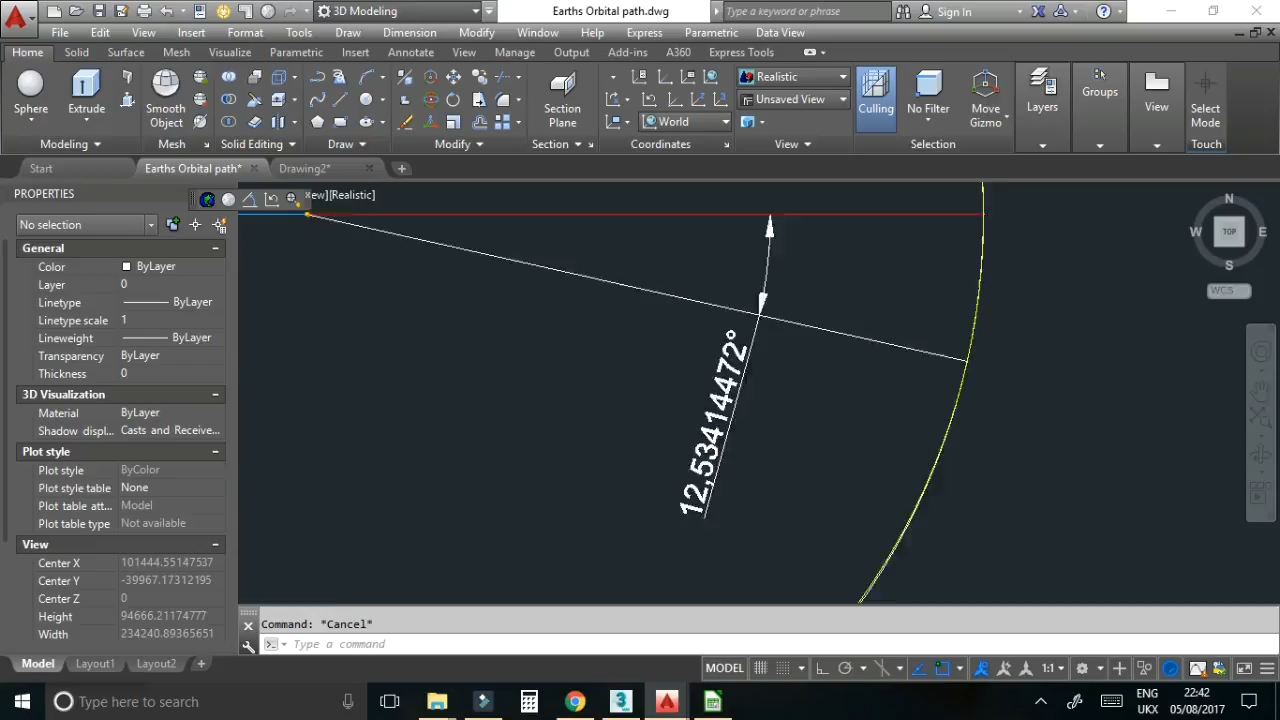 3D Modeling
Earths Orbital path.dwg
Type a keyword or phrase
Sign In
File Edit View Insert Format Tools Draw Dimension Modify Window Help Express Parametric Data View
Home Solid Surface Mesh Visualize Parametric Insert Annotate View Manage Output Add-ins A360 Express Tools
Sphere
Extrude
Smooth
Object
Section
Plane
Realistic
Unsaved View
World
Culling
No Filter
Move
Gizmo
Layers
Groups
View
Select
Mode
Modeling Mesh Solid Editing Draw Modify Section Coordinates View Selection Touch
Start Earths Orbital path* Drawing2*
PROPERTIES
ew][Realistic]
No selection
General
Color ByLayer
Layer 0
Linetype ByLayer
Linetype scale 1
Lineweight ByLayer
Transparency ByLayer
Thickness 0
3D Visualization
Material ByLayer
Shadow displ... Casts and Receive...
Plot style
Plot style ByColor
Plot style table None
Plot table att... Model
Plot table type Not available
View
Center X 101444.55147537
Center Y -39967.17312195
Center Z 0
Height 94666.21174777
Width 234240.89365651
12,53414472°
N
W TOP E
S
WCS
Command: *Cancel*
Type a command
Model Layout1 Layout2
MODEL
1:1
Type here to search
ENG
UKX
22:42
05/08/2017